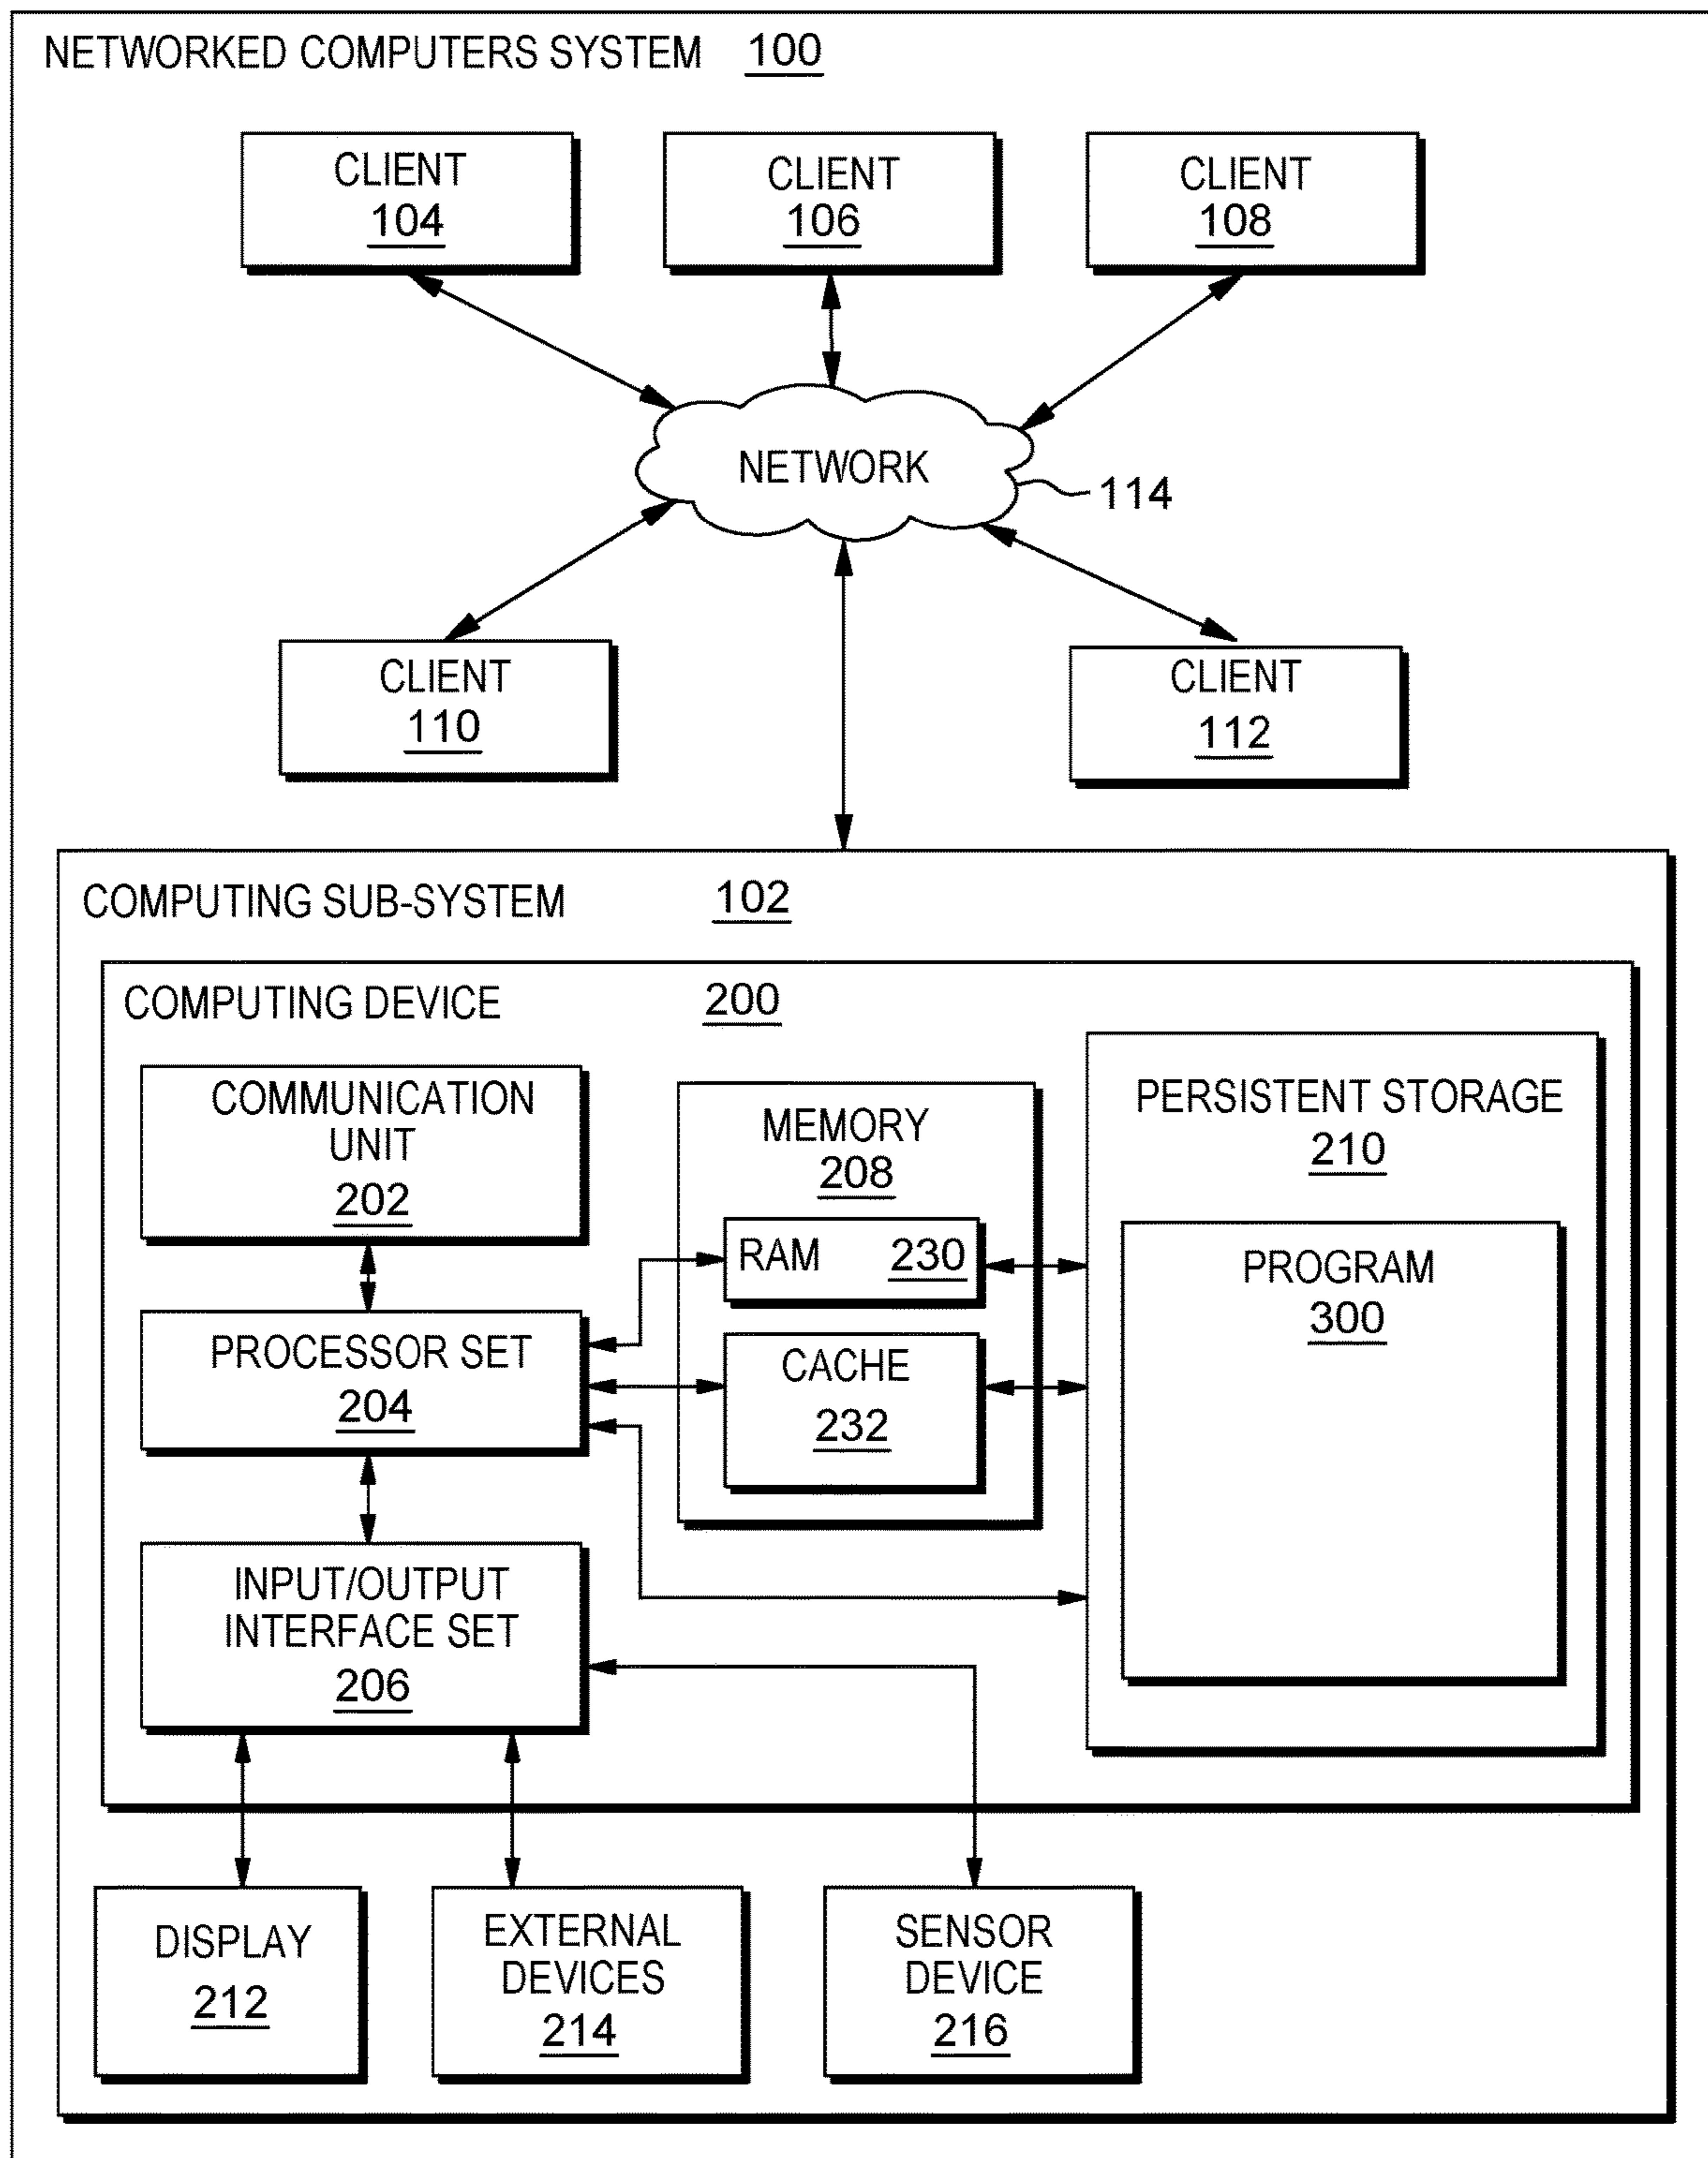 NETWORKED COMPUTERS SYSTEM 100
CLIENT
104
CLIENT
106
CLIENT
108
NETWORK
114
CLIENT
110
CLIENT
112
COMPUTING SUB-SYSTEM 102
COMPUTING DEVICE 200
COMMUNICATION
UNIT
202
MEMORY
208
PERSISTENT STORAGE
210
RAM 230
PROGRAM
300
PROCESSOR SET
204
CACHE
232
INPUT/OUTPUT
INTERFACE SET
206
DISPLAY
212
EXTERNAL
DEVICES
214
SENSOR
DEVICE
216